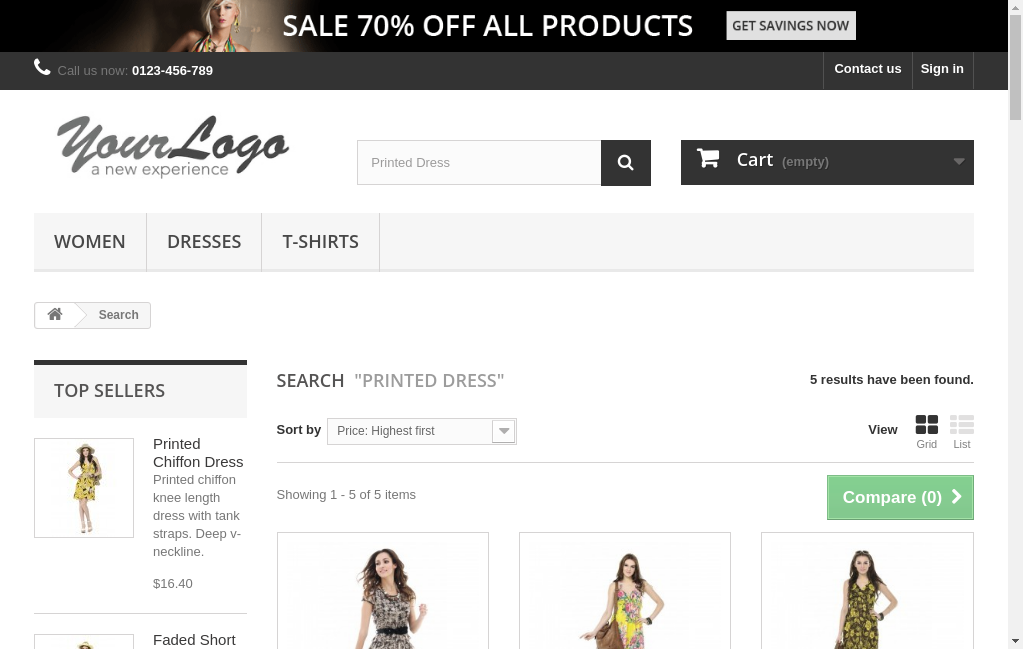 SALE 70% OFF ALL PRODUCTS
GET SAVINGS NOW
Call us now: 0123-456-789
Contact us
Sign in
YourLogo
a new experience
Printed Dress
Cart (empty)
WOMEN
DRESSES
T-SHIRTS
Search
TOP SELLERS
Printed
Chiffon Dress
Printed chiffon
knee length
dress with tank
straps. Deep v-
neckline.
$16.40
Faded Short
SEARCH "PRINTED DRESS"
5 results have been found.
Sort by
Price: Highest first
View
Grid
List
Showing 1 - 5 of 5 items
Compare (0)